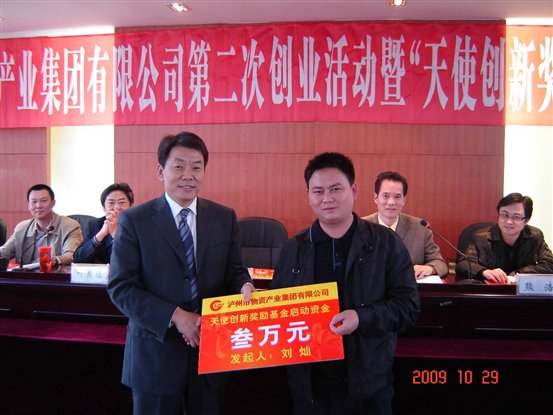 产业集团有限公司第二次创业活动暨“天使创新奖
泸州市物资产业集团有限公司
天使创新奖励基金启动资金
叁万元
发起人：刘灿
熊浩
2009 10 29